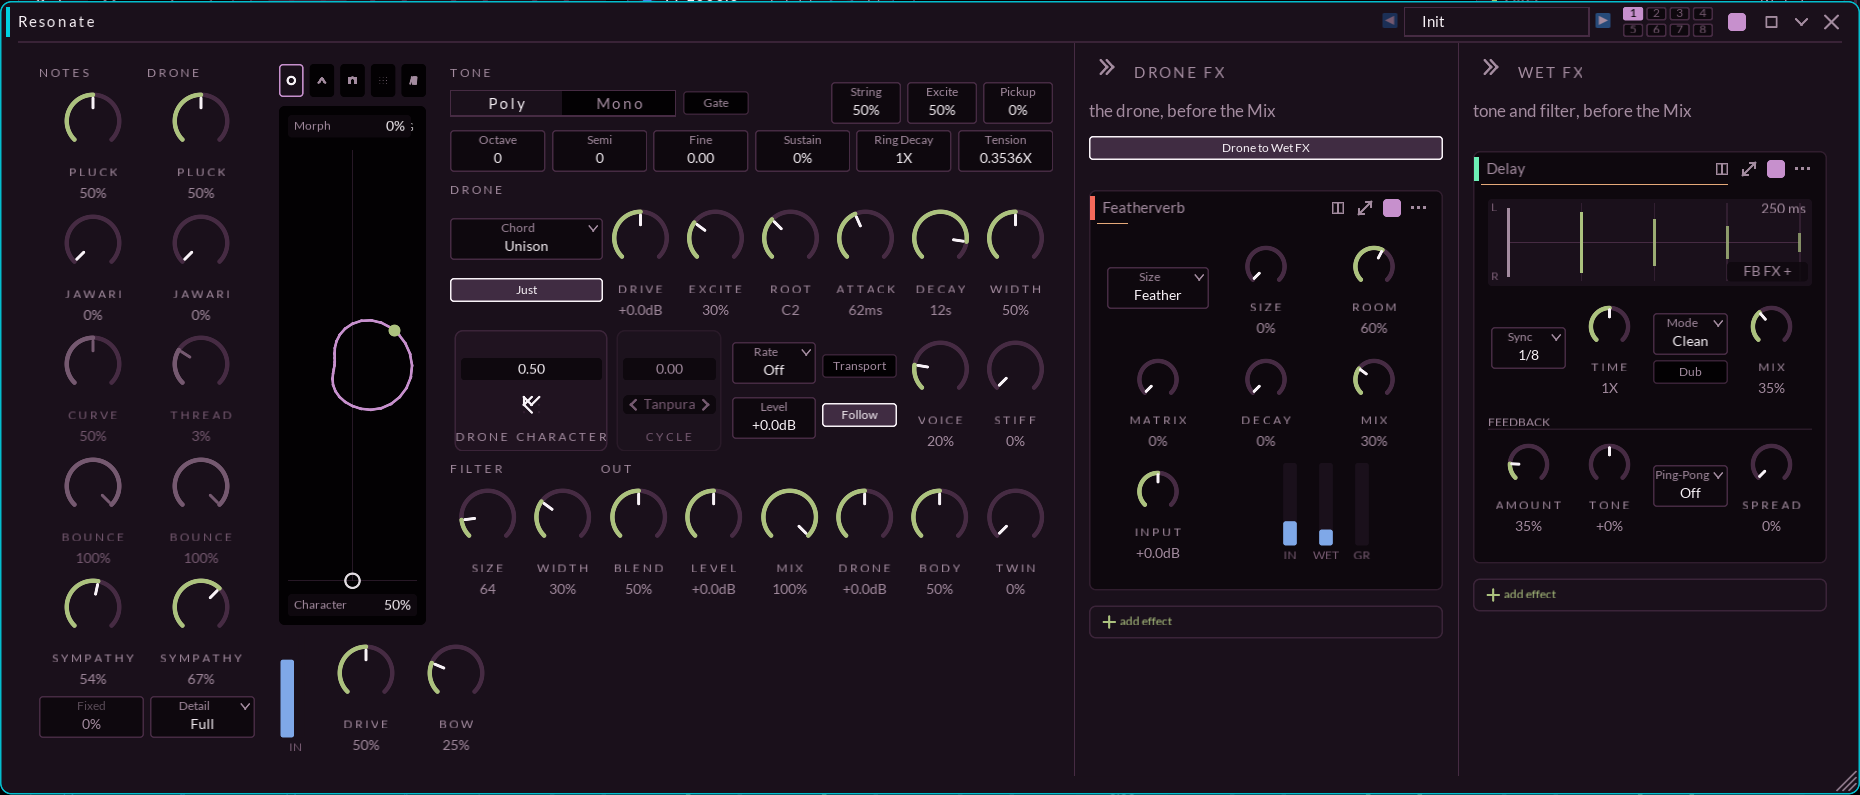 Resonate
Init
1 2 3 4
5 6 7 8
NOTES DRONE
PLUCK PLUCK
50% 50%
JAWARI JAWARI
0% 0%
CURVE THREAD
50% 3%
BOUNCE BOUNCE
100% 100%
SYMPATHY SYMPATHY
54% 67%
Fixed
0%
Detail
Full
Morph 0%
Character 50%
IN
DRIVE BOW
50% 25%
TONE
Poly Mono Gate
String Excite Pickup
50% 50% 0%
Octave Semi Fine Sustain Ring Decay Tension
0 0 0.00 0% 1X 0.3536X
DRONE
Chord
Unison
Just
DRIVE EXCITE ROOT ATTACK DECAY WIDTH
+0.0dB 30% C2 62ms 12s 50%
0.50
DRONE CHARACTER
0.00
Tanpura
CYCLE
Rate
Off
Transport
Level
+0.0dB
Follow
VOICE STIFF
20% 0%
FILTER OUT
SIZE WIDTH BLEND LEVEL MIX DRONE BODY TWIN
64 30% 50% +0.0dB 100% +0.0dB 50% 0%
DRONE FX
the drone, before the Mix
Drone to Wet FX
Featherverb
Size
Feather
SIZE ROOM
0% 60%
MATRIX DECAY MIX
0% 0% 30%
INPUT
+0.0dB
IN WET GR
add effect
WET FX
tone and filter, before the Mix
Delay
L
250 ms
R
FB FX +
Sync
1/8
TIME
1X
Mode
Clean
Dub
MIX
35%
FEEDBACK
AMOUNT TONE
35% +0%
Ping-Pong
Off
SPREAD
0%
add effect